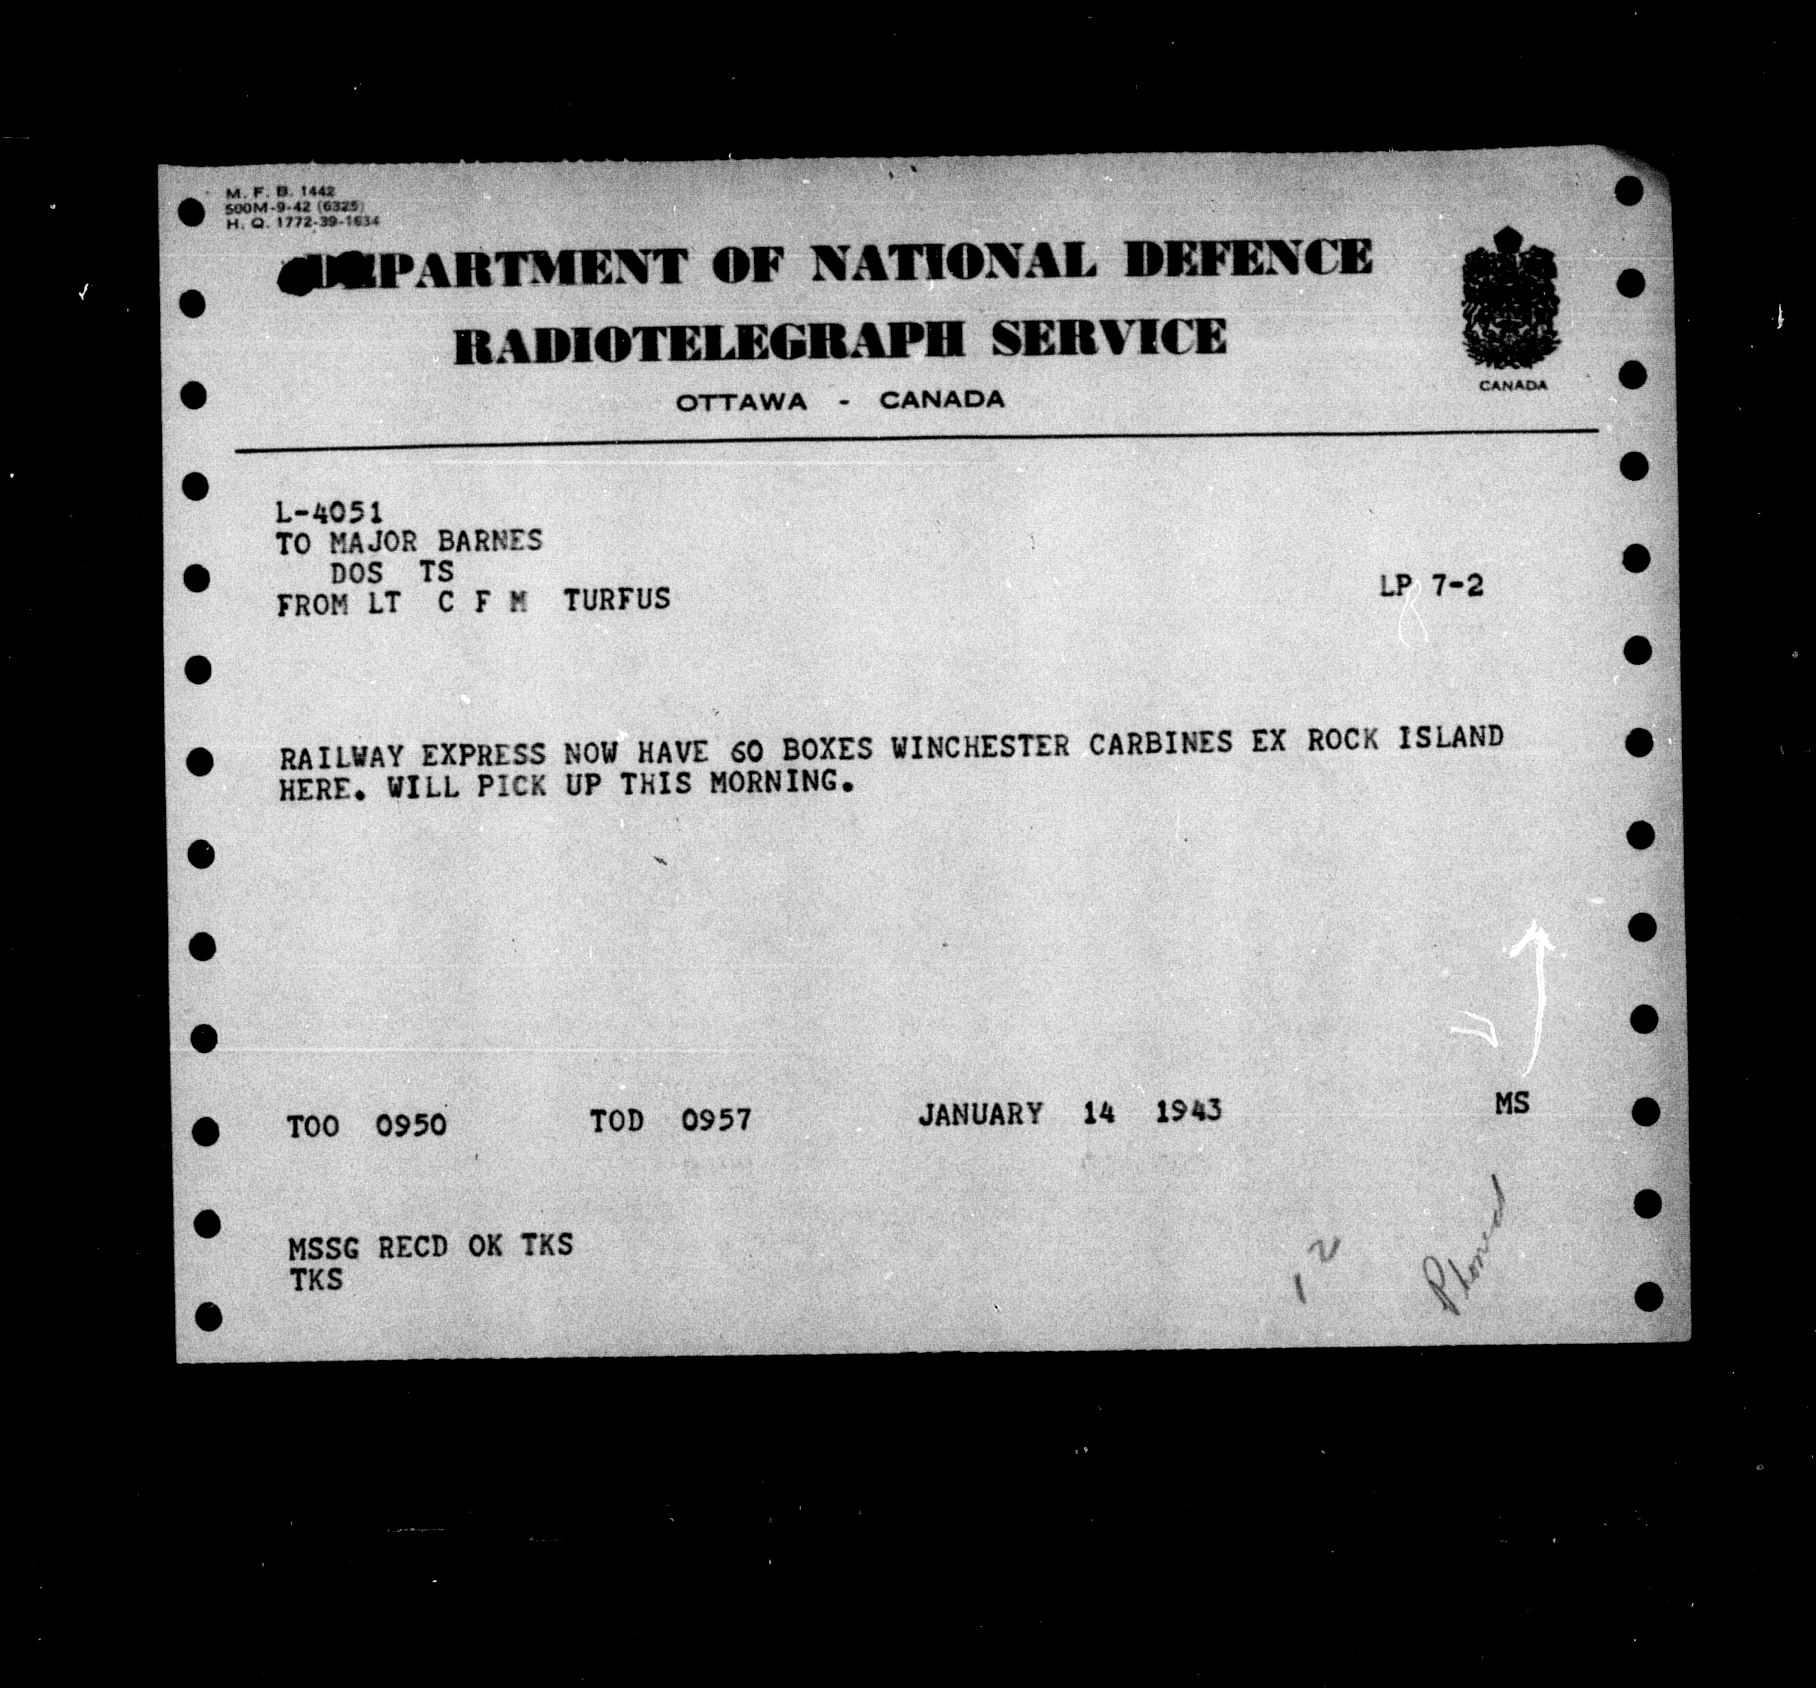 M. F. B. 1442
500M-9-42 (6325)
H. Q. 1772-39-1634
DEPARTMENT OF NATIONAL DEFENCE
RADIOTELEGRAPH SERVICE
OTTAWA - CANADA
CANADA
L-4051
TO MAJOR BARNES
DOS TS
FROM LT C F M TURFUS
LP 7-2
RAILWAY EXPRESS NOW HAVE 60 BOXES WINCHESTER CARBINES EX ROCK ISLAND
HERE. WILL PICK UP THIS MORNING.
TOO 0950 TOD 0957 JANUARY 14 1943 MS
MSSG RECD OK TKS
TKS
12
Phoned